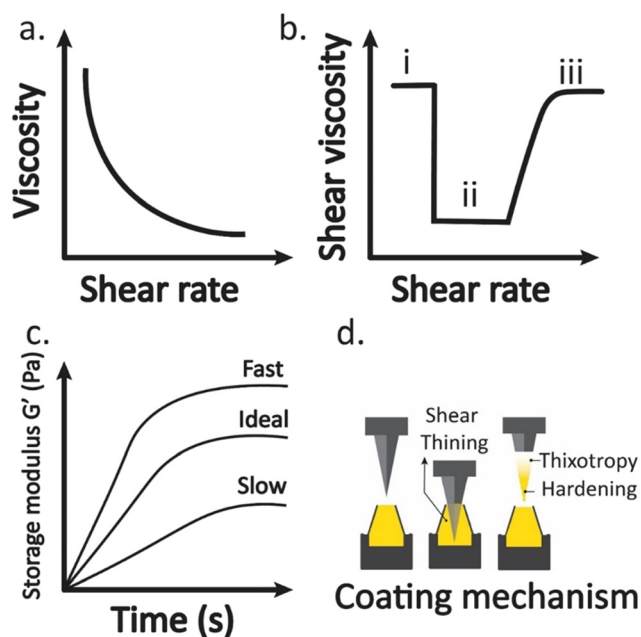 a.
Viscosity
Shear rate
b.
Shear viscosity
i
ii
iii
Shear rate
c.
Storage modulus G' (Pa)
Fast
Ideal
Slow
Time (s)
d.
Shear
Thining
Thixotropy
Hardening
Coating mechanism